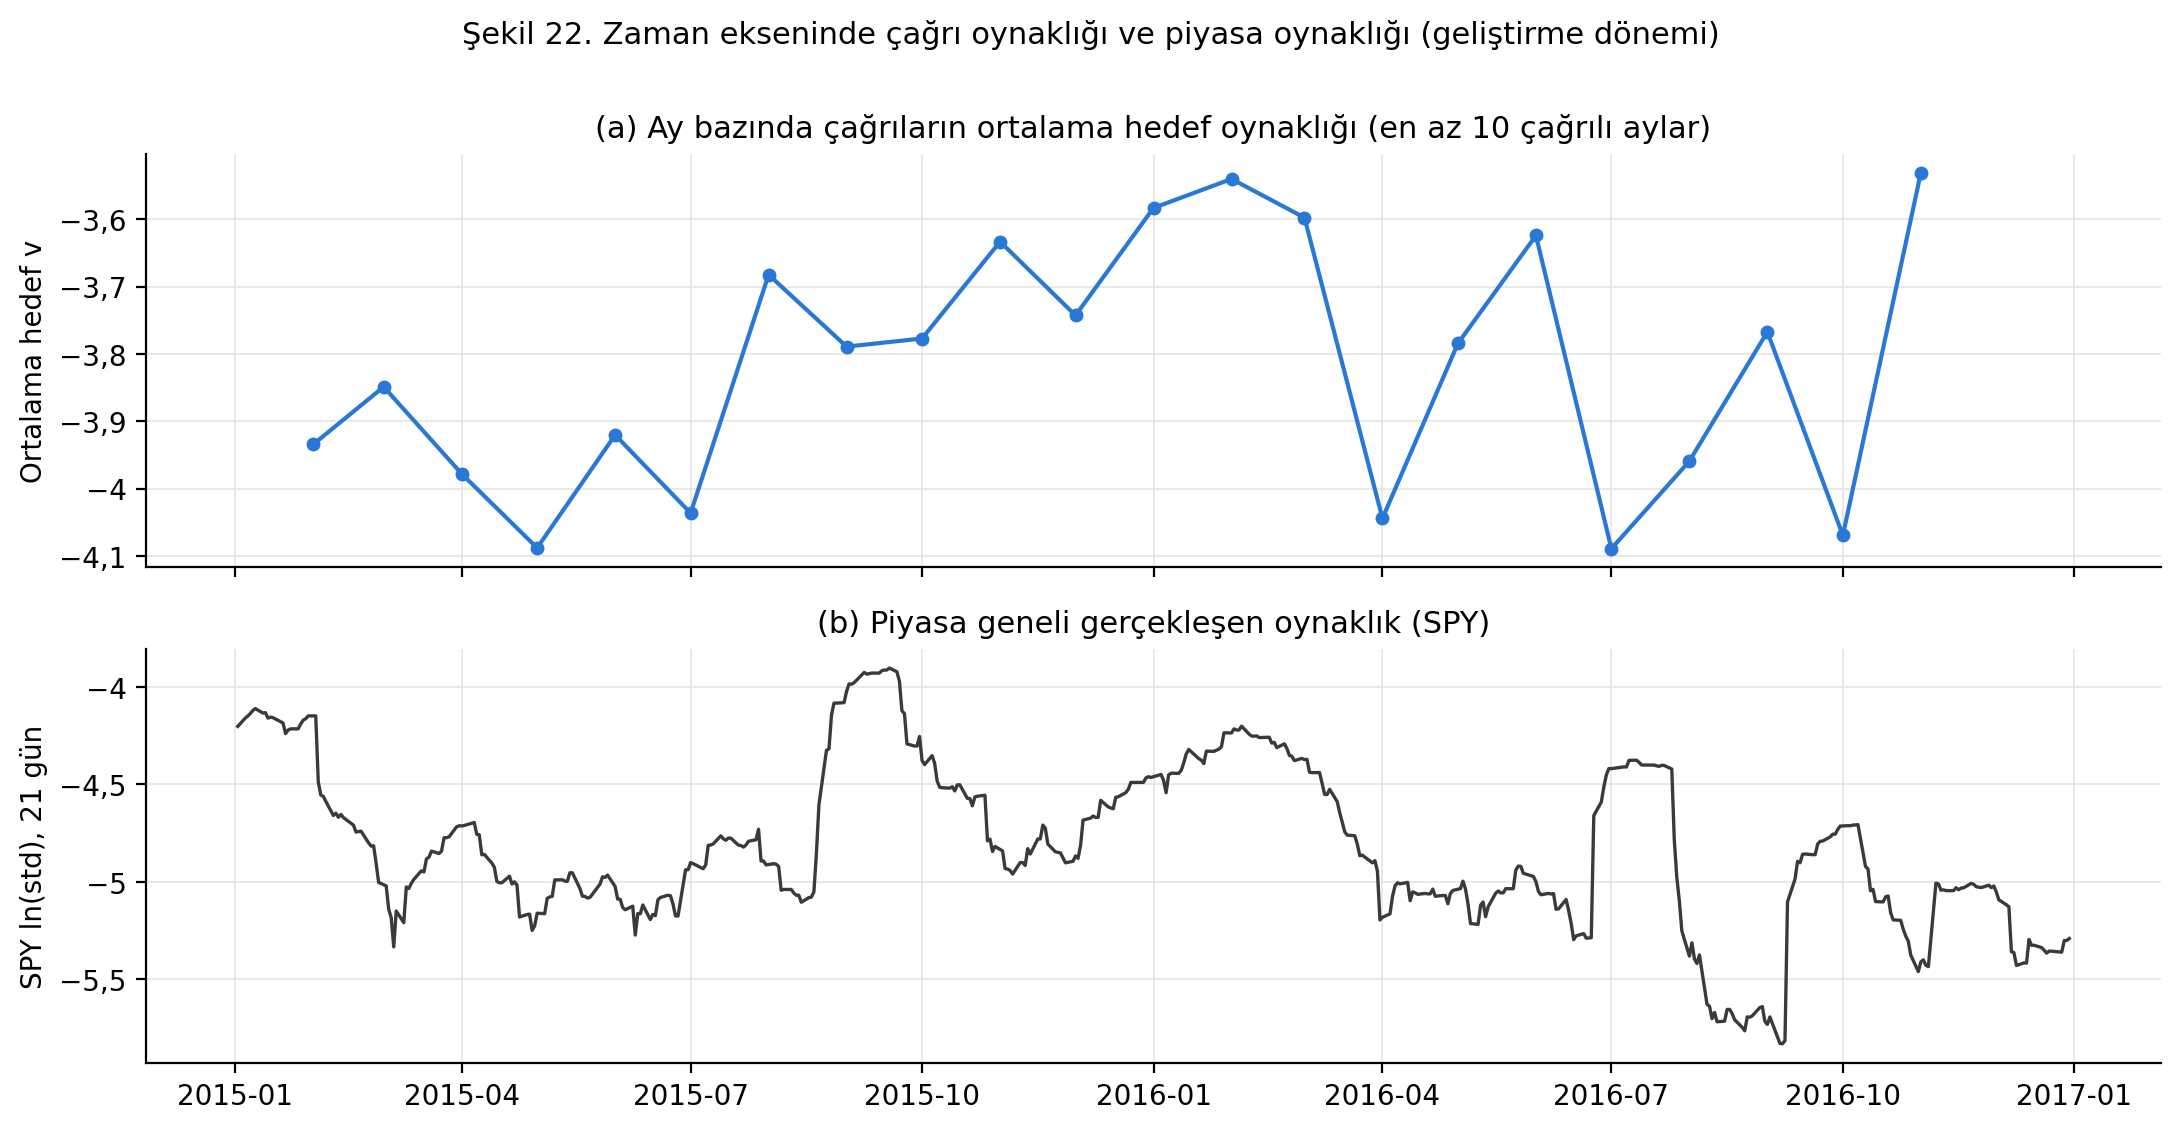 Şekil 22. Zaman ekseninde çağrı oynaklığı ve piyasa oynaklığı (geliştirme dönemi)
(a) Ay bazında çağrıların ortalama hedef oynaklığı (en az 10 çağrılı aylar)
Ortalama hedef v
−3,6
−3,7
−3,8
−3,9
−4
−4,1
(b) Piyasa geneli gerçekleşen oynaklık (SPY)
SPY ln(std), 21 gün
−4
−4,5
−5
−5,5
2015-01 2015-04 2015-07 2015-10 2016-01 2016-04 2016-07 2016-10 2017-01